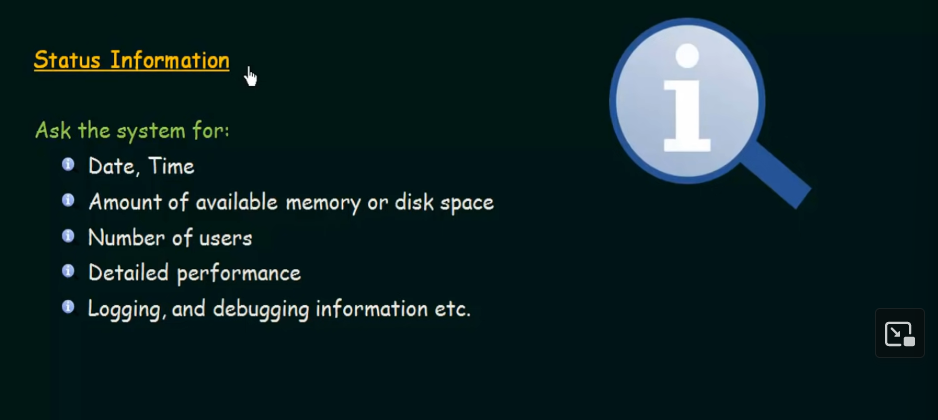 Status Information
Ask the system for:
Date, Time
Amount of available memory or disk space
Number of users
Detailed performance
Logging, and debugging information etc.